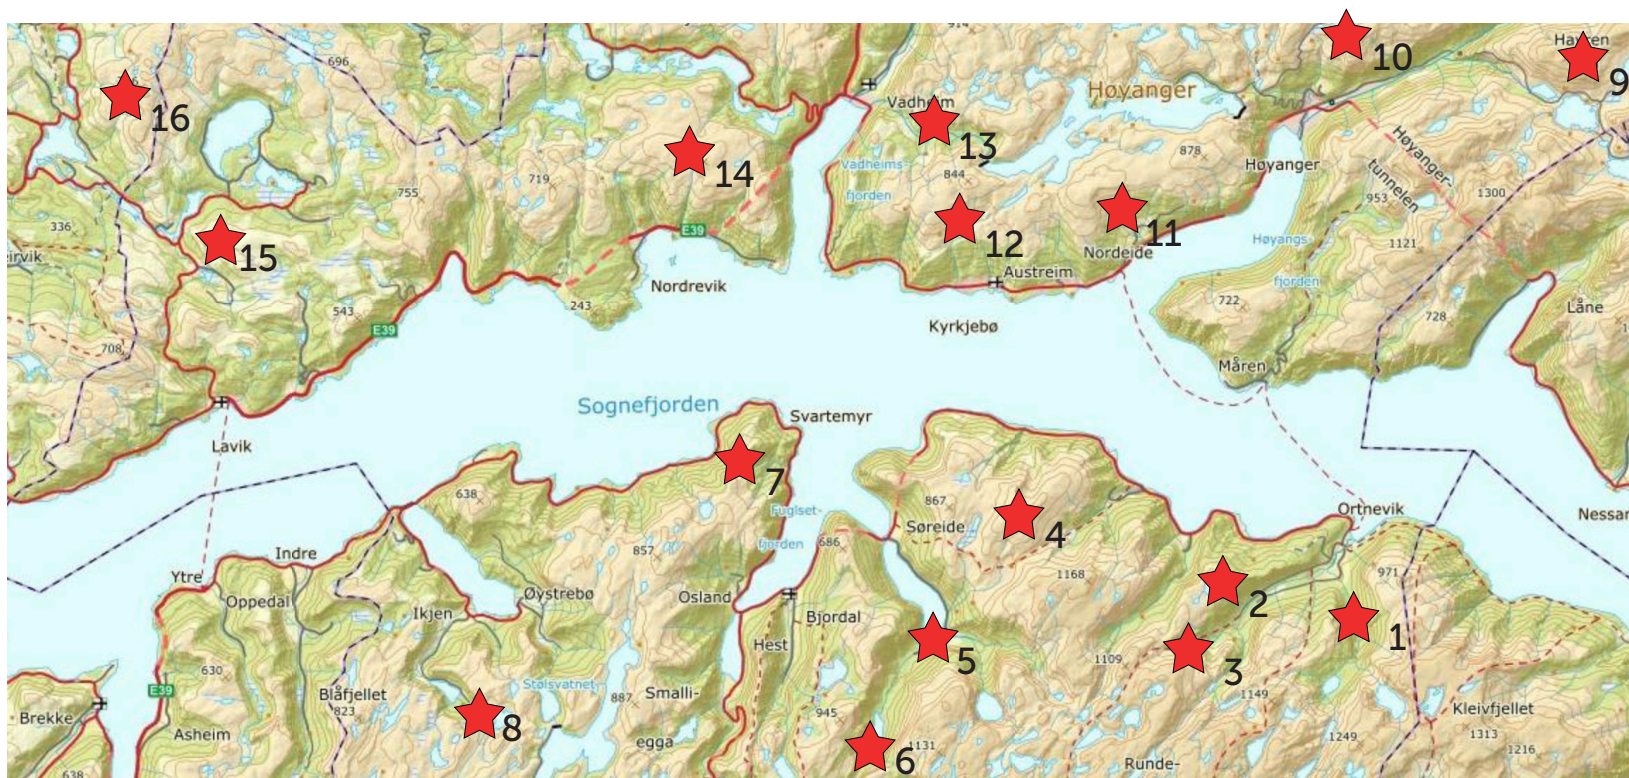 696
Vadheim
Høyanger
10
9
16
13
878
Høyanger
Høyanger-
tunnelen
14
719
755
Vadheims-
fjorden
844
953
1300
336
15
E39
12
11
Nordeide
Høyangs-
fjorden
1121
Austreim
Nordrevik
243
543
E39
708
Kyrkjebø
722
728
Låne
Måren
Sognefjorden
Svartemyr
Lavik
7
638
Fuglset-
fjorden
867
Søreide
4
Ortnevik
686
857
Indre
Ytre
Oppedal
Ikjen
Øystrebø
Osland
Bjordal
Hest
1168
971
2
1
5
3
1109
1149
630
Blåfjellet
823
Stølsvatnet
887
Smalli-
egga
945
Kleivfjellet
1313
1216
1249
E39
Brekke
Asheim
8
6
1131
Runde-
638